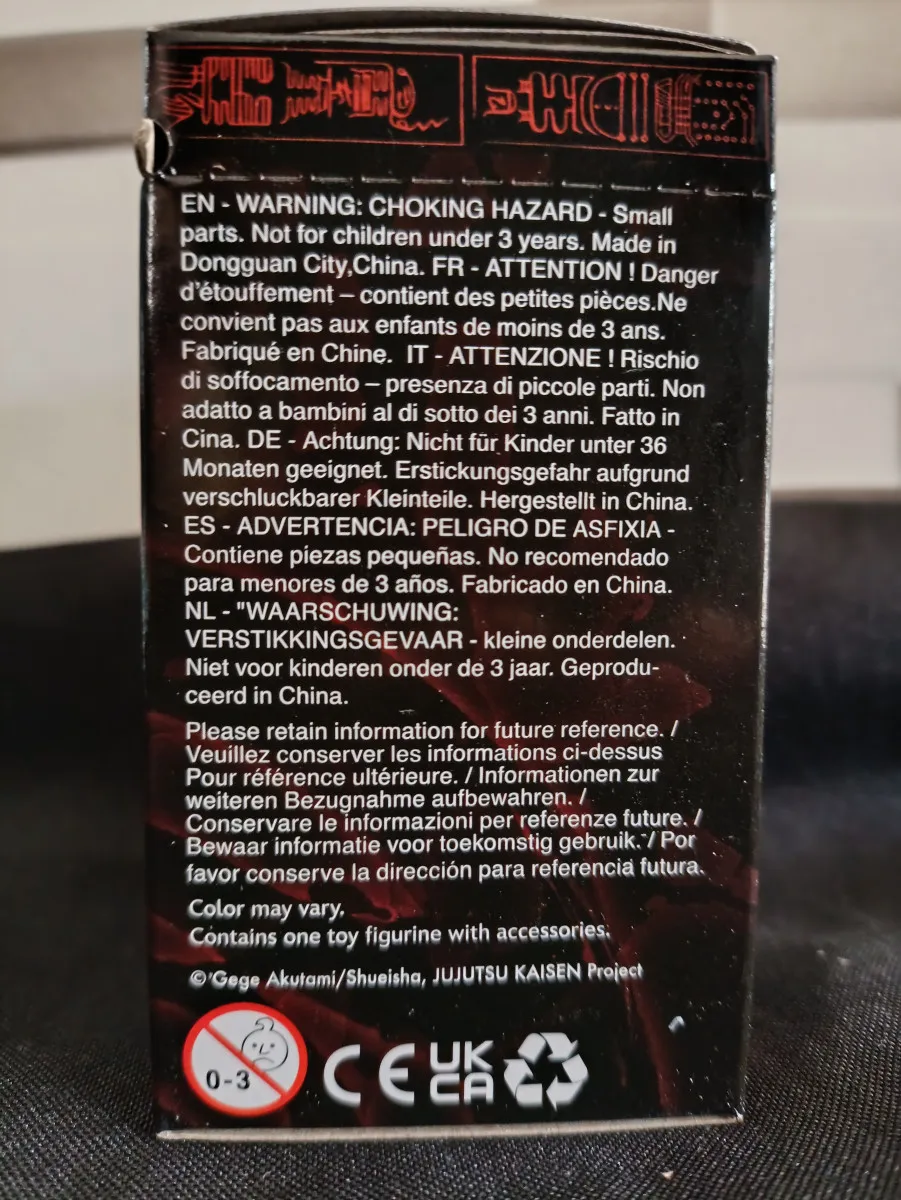 EN - WARNING: CHOKING HAZARD - Small
parts. Not for children under 3 years. Made in
Dongguan City,China. FR - ATTENTION ! Danger
d'étouffement – contient des petites pièces.Ne
convient pas aux enfants de moins de 3 ans.
Fabriqué en Chine. IT - ATTENZIONE ! Rischio
di soffocamento – presenza di piccole parti. Non
adatto a bambini al di sotto dei 3 anni. Fatto in
Cina. DE - Achtung: Nicht für Kinder unter 36
Monaten geeignet. Erstickungsgefahr aufgrund
verschluckbarer Kleinteile. Hergestellt in China.
ES - ADVERTENCIA: PELIGRO DE ASFIXIA -
Contiene piezas pequeñas. No recomendado
para menores de 3 años. Fabricado en China.
NL - "WAARSCHUWING:
VERSTIKKINGSGEVAAR - kleine onderdelen.
Niet voor kinderen onder de 3 jaar. Geprodu-
ceerd in China.
Please retain information for future reference. /
Veuillez conserver les informations ci-dessus
Pour référence ultérieure. / Informationen zur
weiteren Bezugnahme aufbewahren. /
Conservare le informazioni per referenze future. /
Bewaar informatie voor toekomstig gebruik. / Por
favor conserve la dirección para referencia futura.
Color may vary.
Contains one toy figurine with accessories.
© Gege Akutami/Shueisha, JUJUTSU KAISEN Project
0-3
CE
UK
CA